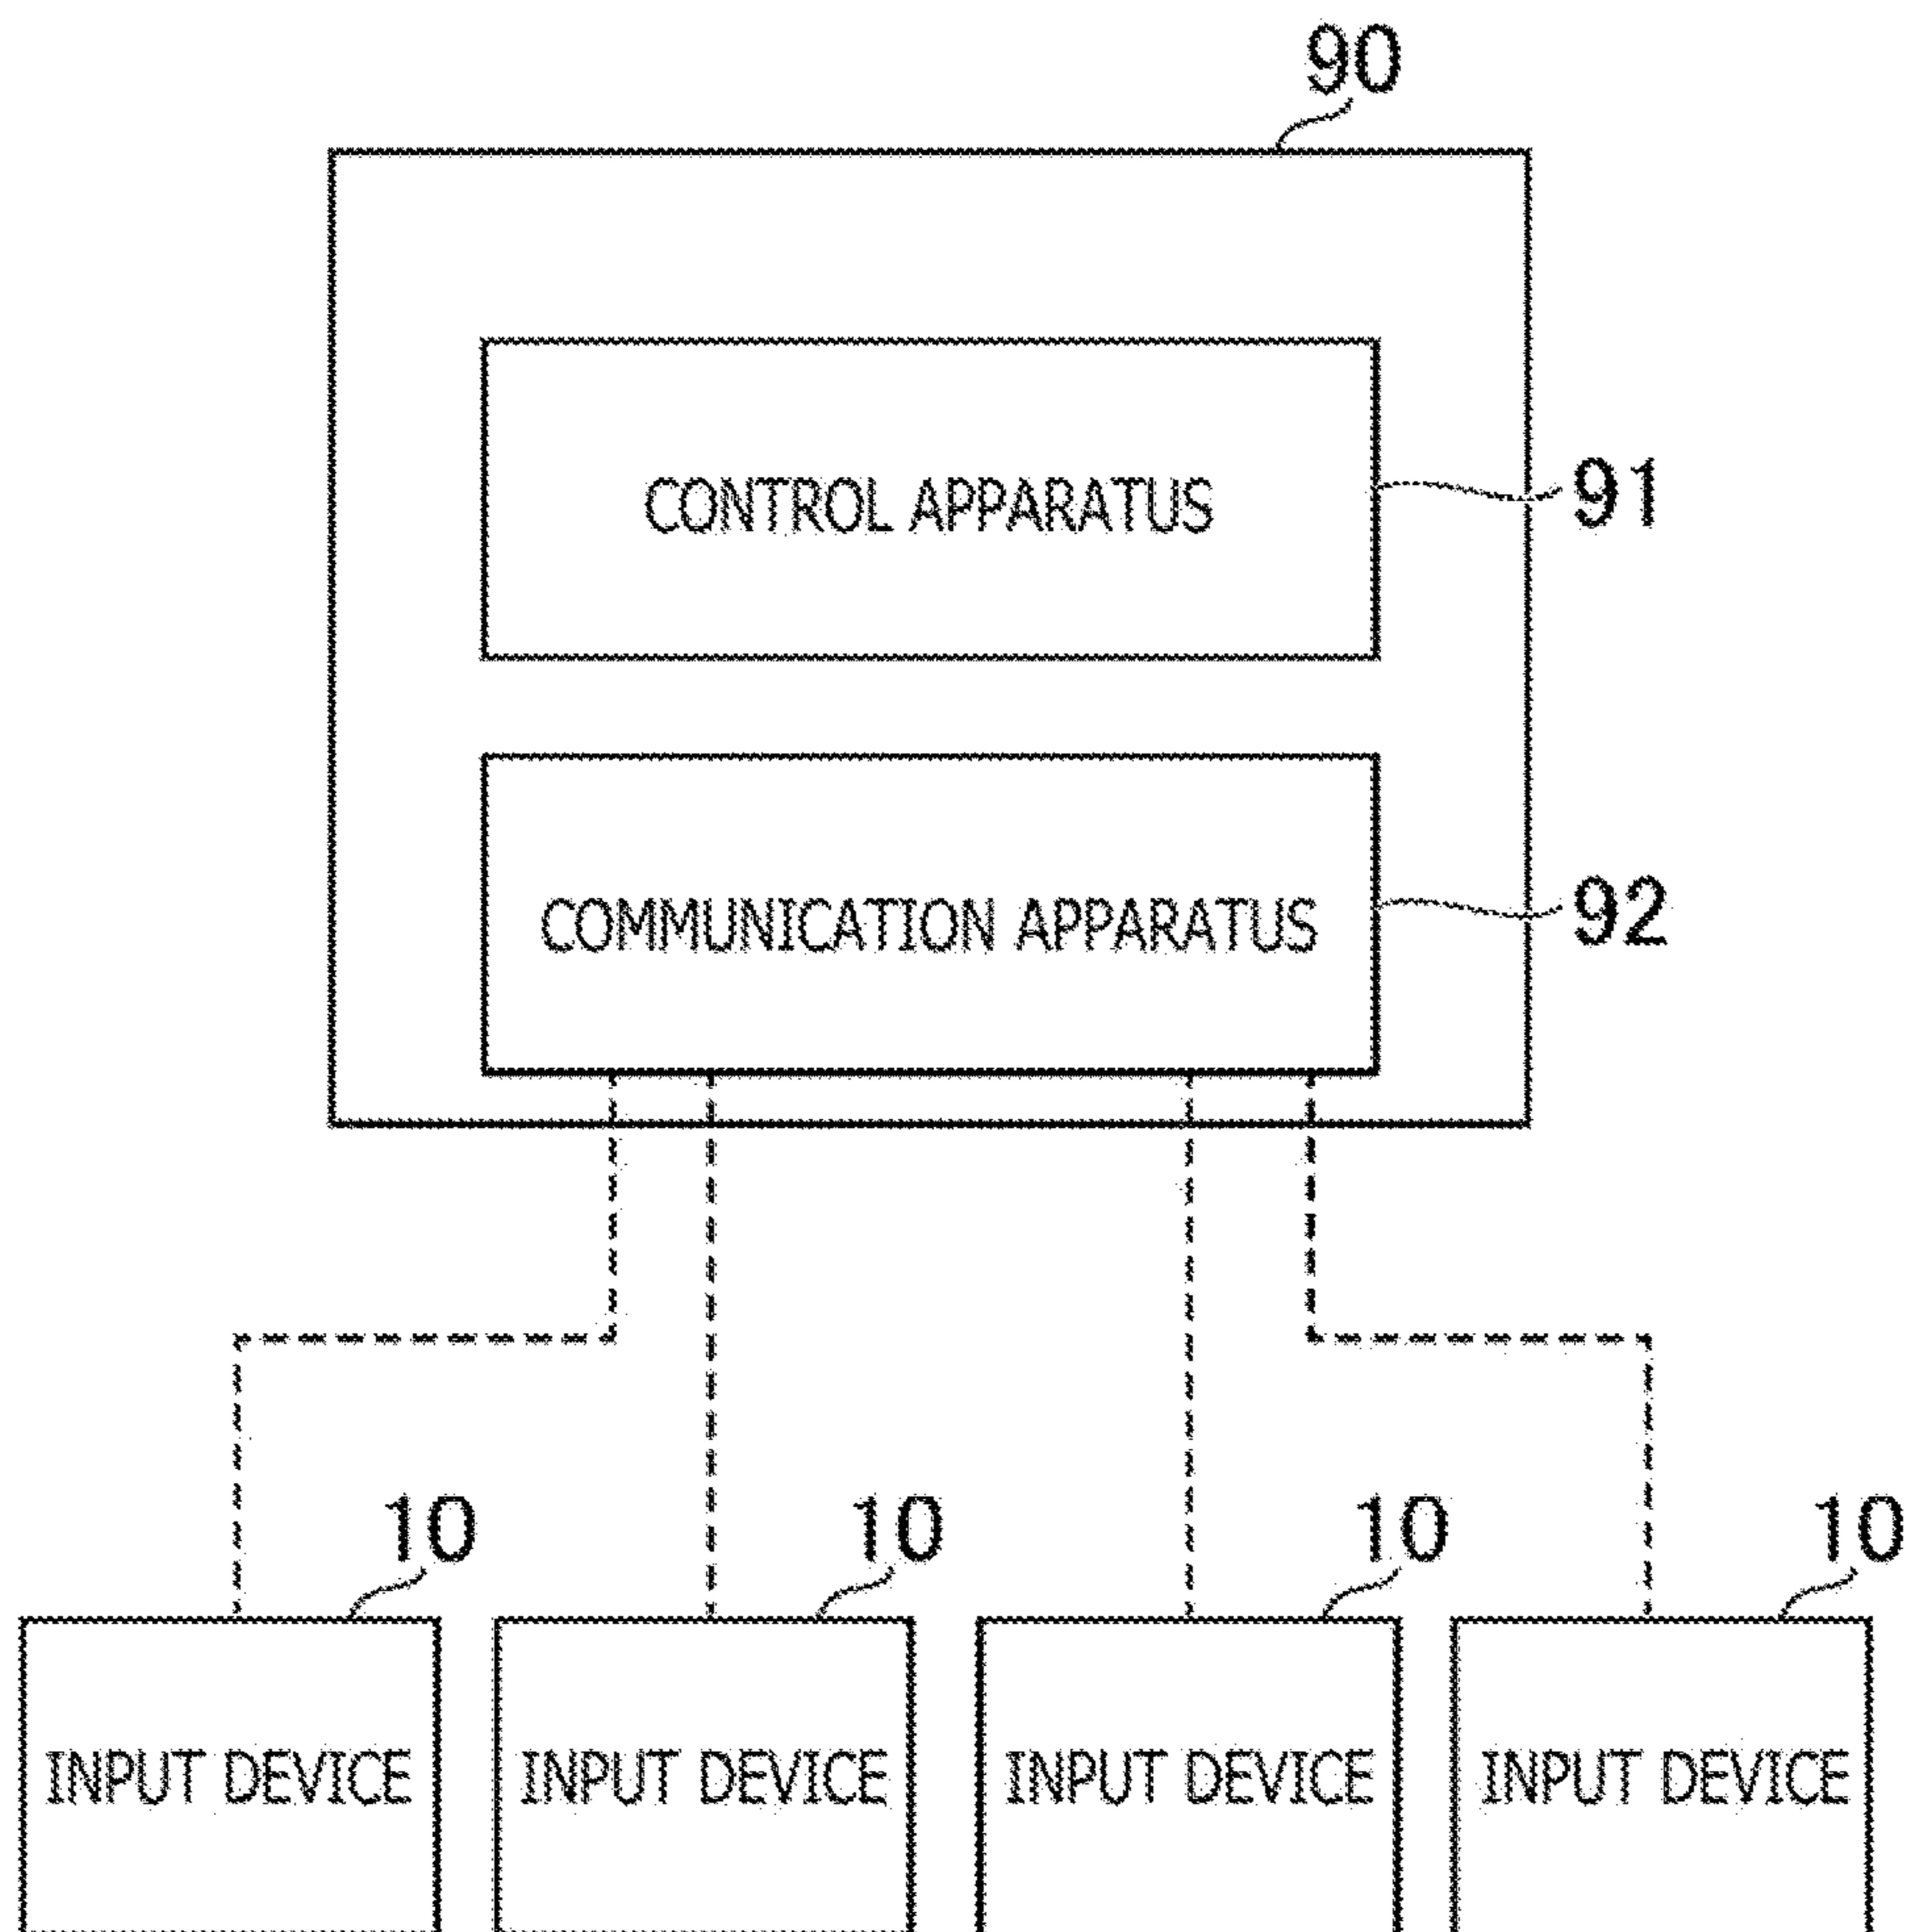 90
CONTROL APPARATUS
91
COMMUNICATION APPARATUS
92
10 10 10 10
INPUT DEVICE INPUT DEVICE INPUT DEVICE INPUT DEVICE